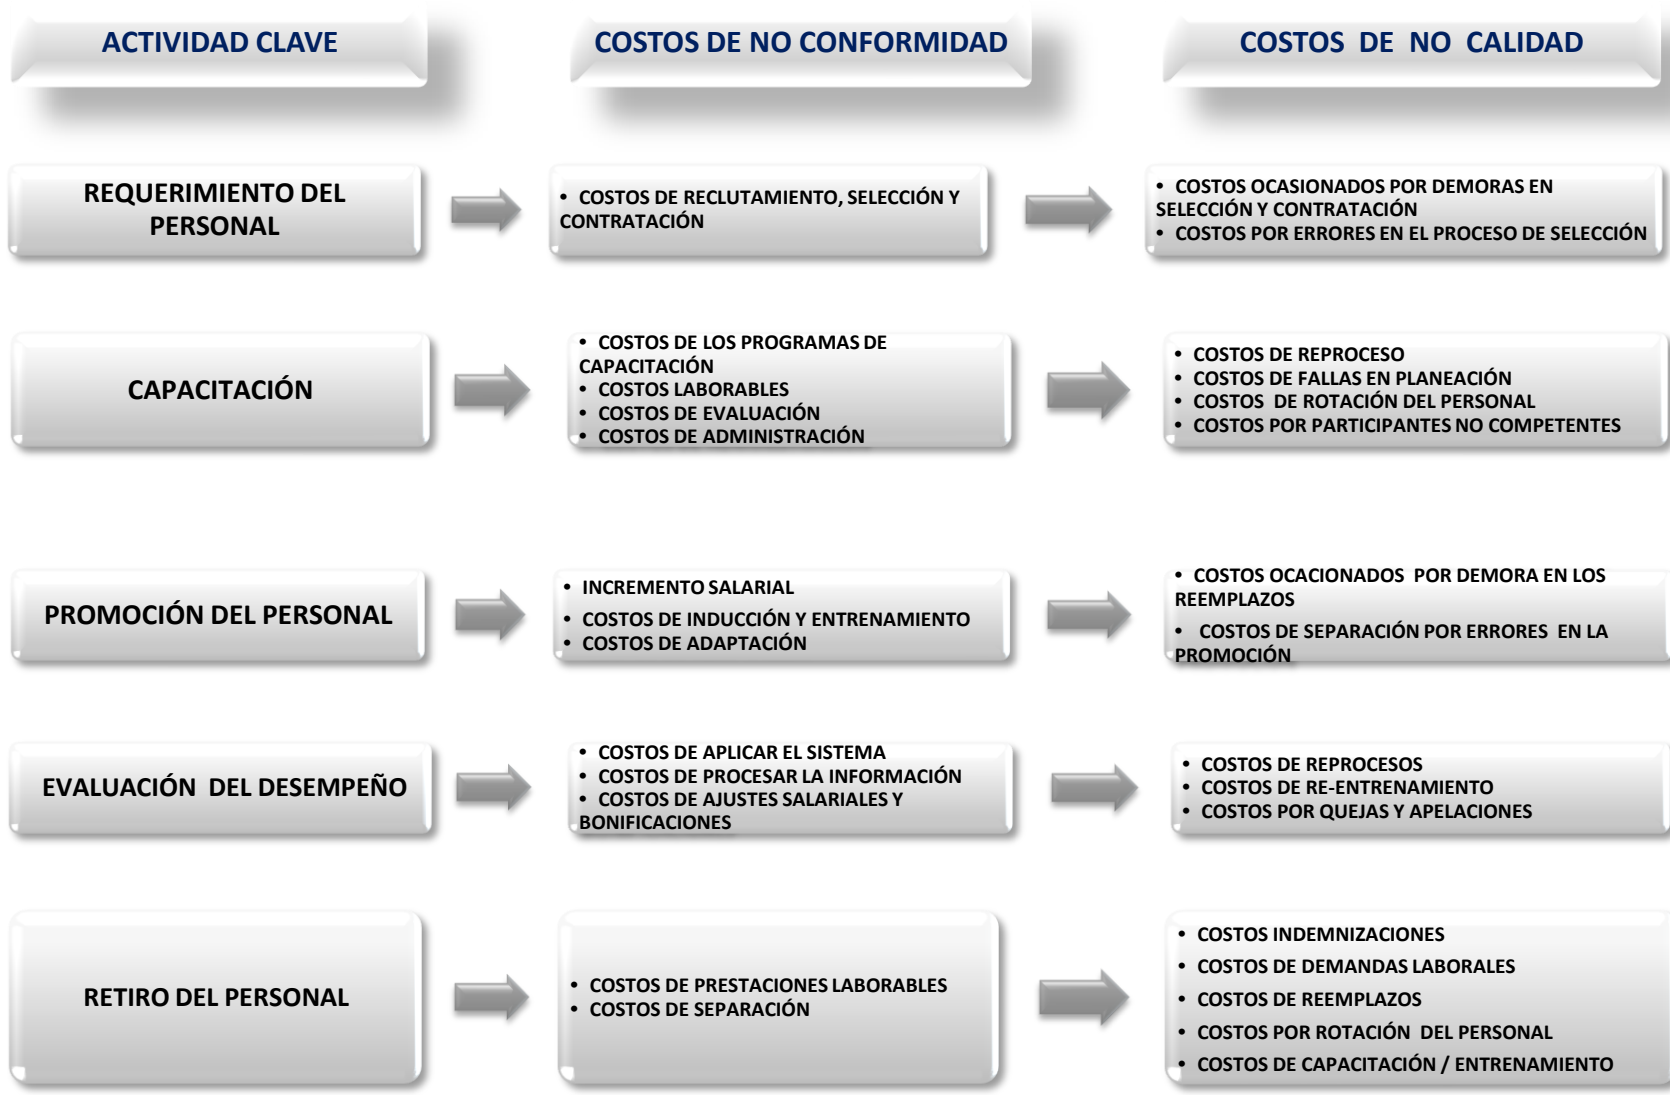 ACTIVIDAD CLAVE
COSTOS DE NO CONFORMIDAD
COSTOS DE NO CALIDAD
REQUERIMIENTO DEL
PERSONAL
• COSTOS DE RECLUTAMIENTO, SELECCIÓN Y
CONTRATACIÓN
• COSTOS OCASIONADOS POR DEMORAS EN
SELECCIÓN Y CONTRATACIÓN
• COSTOS POR ERRORES EN EL PROCESO DE SELECCIÓN
CAPACITACIÓN
• COSTOS DE LOS PROGRAMAS DE
CAPACITACIÓN
• COSTOS LABORABLES
• COSTOS DE EVALUACIÓN
• COSTOS DE ADMINISTRACIÓN
• COSTOS DE REPROCESO
• COSTOS DE FALLAS EN PLANEACIÓN
• COSTOS DE ROTACIÓN DEL PERSONAL
• COSTOS POR PARTICIPANTES NO COMPETENTES
PROMOCIÓN DEL PERSONAL
• INCREMENTO SALARIAL
• COSTOS DE INDUCCIÓN Y ENTRENAMIENTO
• COSTOS DE ADAPTACIÓN
• COSTOS OCACIONADOS POR DEMORA EN LOS
REEMPLAZOS
• COSTOS DE SEPARACIÓN POR ERRORES EN LA
PROMOCIÓN
EVALUACIÓN DEL DESEMPEÑO
• COSTOS DE APLICAR EL SISTEMA
• COSTOS DE PROCESAR LA INFORMACIÓN
• COSTOS DE AJUSTES SALARIALES Y
BONIFICACIONES
• COSTOS DE REPROCESOS
• COSTOS DE RE-ENTRENAMIENTO
• COSTOS POR QUEJAS Y APELACIONES
RETIRO DEL PERSONAL
• COSTOS DE PRESTACIONES LABORABLES
• COSTOS DE SEPARACIÓN
• COSTOS INDEMNIZACIONES
• COSTOS DE DEMANDAS LABORALES
• COSTOS DE REEMPLAZOS
• COSTOS POR ROTACIÓN DEL PERSONAL
• COSTOS DE CAPACITACIÓN / ENTRENAMIENTO